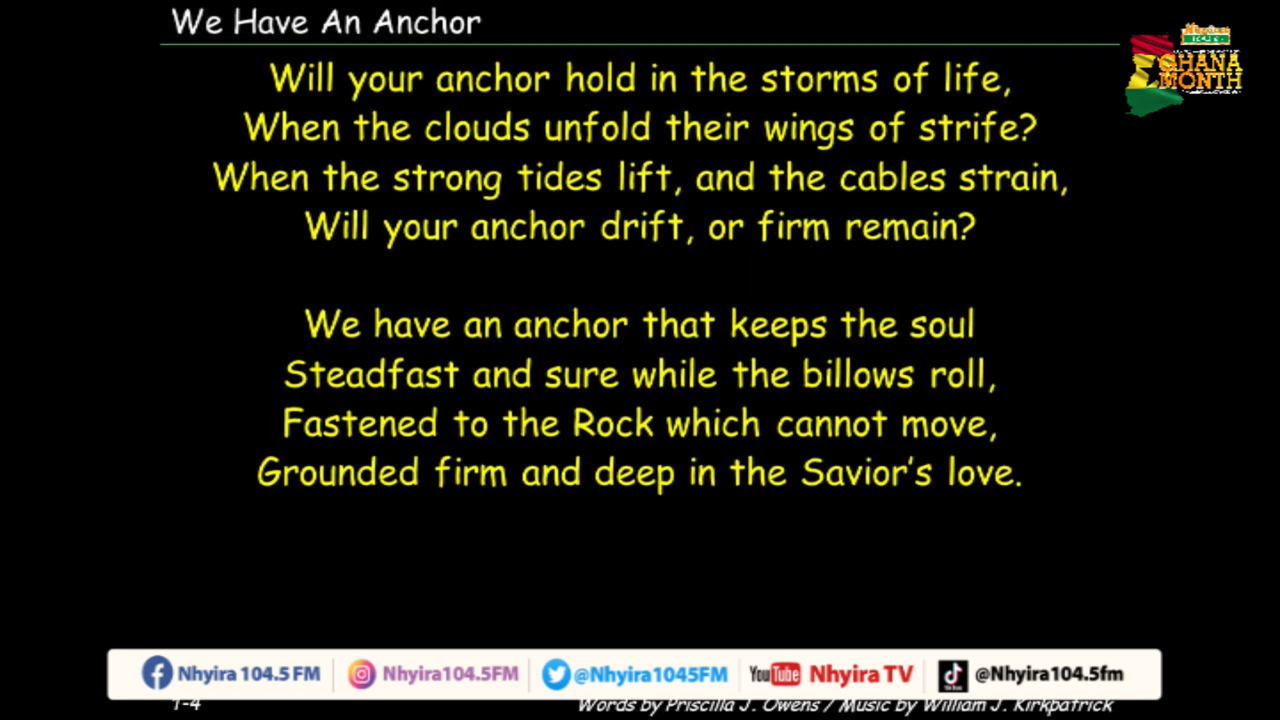 We Have An Anchor
GHANA
MONTH
Will your anchor hold in the storms of life,
When the clouds unfold their wings of strife?
When the strong tides lift, and the cables strain,
Will your anchor drift, or firm remain?
We have an anchor that keeps the soul
Steadfast and sure while the billows roll,
Fastened to the Rock which cannot move,
Grounded firm and deep in the Savior's love.
Nhyira 104.5 FM Nhyira104.5FM @Nhyira1045FM YouTube Nhyira TV @Nhyira104.5fm
1-4 Words by Priscilla J. Owens / Music by William J. Kirkpatrick